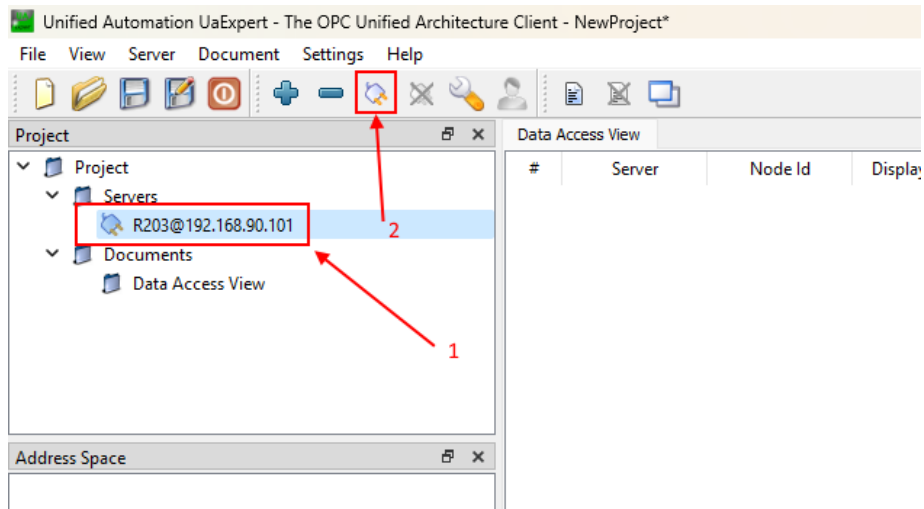 Unified Automation UaExpert - The OPC Unified Architecture Client - NewProject*
File View Server Document Settings Help
Project
Data Access View
Project
# Server Node Id Display
Servers
R203@192.168.90.101
2
Documents
Data Access View
1
Address Space